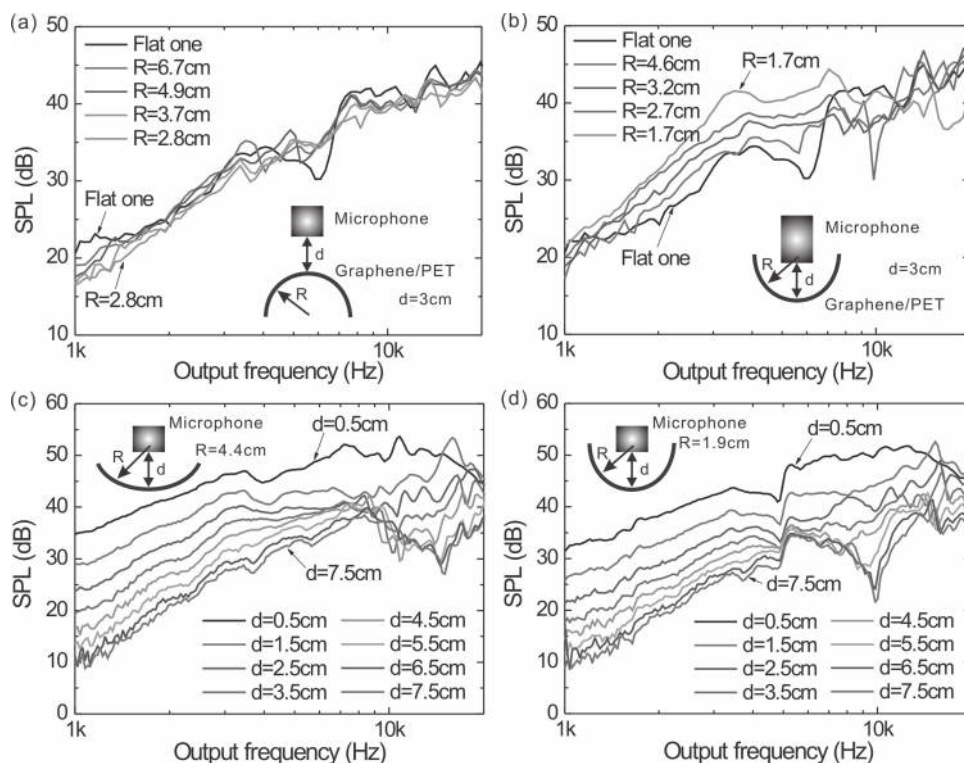 (a)
50
40
30
20
10
SPL (dB)
Flat one
R=6.7cm
R=4.9cm
R=3.7cm
R=2.8cm
Flat one
R=2.8cm
Microphone
d
Graphene/PET
R
d=3cm
1k
10k
Output frequency (Hz)
(b)
50
40
30
20
10
SPL (dB)
Flat one
R=4.6cm
R=3.2cm
R=2.7cm
R=1.7cm
R=1.7cm
Flat one
Microphone
R
d
d=3cm
Graphene/PET
1k
10k
Output frequency (Hz)
(c)
60
50
40
30
20
10
0
SPL (dB)
Microphone
R=4.4cm
R
d
d=0.5cm
d=7.5cm
d=0.5cm
d=1.5cm
d=2.5cm
d=3.5cm
d=4.5cm
d=5.5cm
d=6.5cm
d=7.5cm
1k
10k
Output frequency (Hz)
(d)
60
50
40
30
20
10
0
SPL (dB)
Microphone
R=1.9cm
R
d
d=0.5cm
d=7.5cm
d=0.5cm
d=1.5cm
d=2.5cm
d=3.5cm
d=4.5cm
d=5.5cm
d=6.5cm
d=7.5cm
1k
10k
Output frequency (Hz)